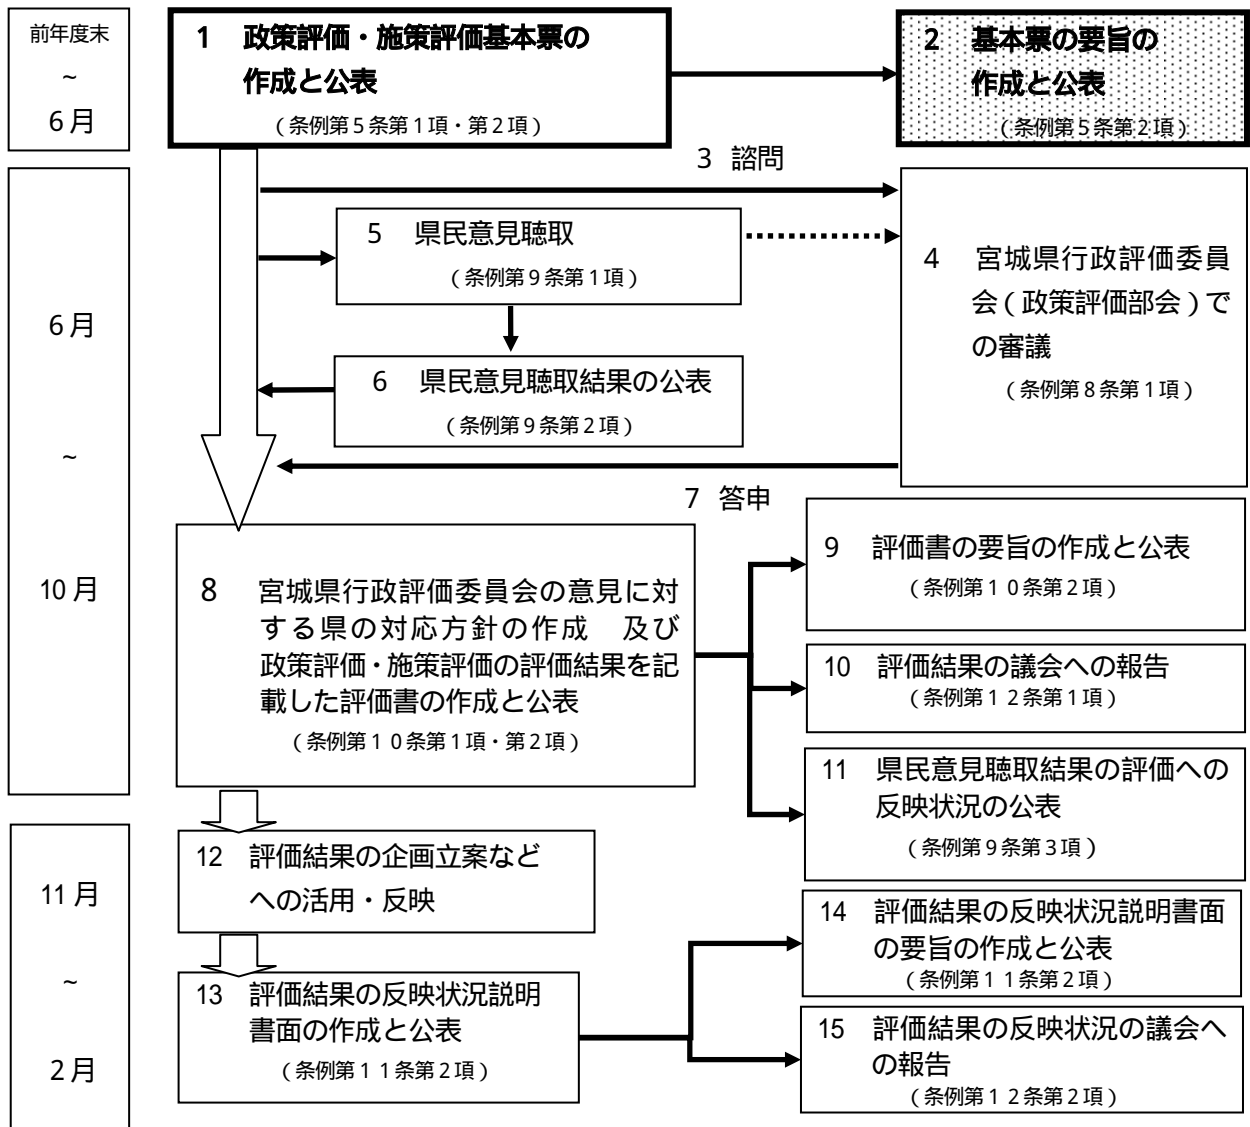 前年度末
~
6月
1 政策評価・施策評価基本票の
作成と公表
(条例第5条第1項・第2項)
2 基本票の要旨の
作成と公表
(条例第5条第2項)
3 諮問
6月
~
10月
5 県民意見聴取
(条例第9条第1項)
4 宮城県行政評価委員
会(政策評価部会)で
の審議
(条例第8条第1項)
6 県民意見聴取結果の公表
(条例第9条第2項)
7 答申
8 宮城県行政評価委員会の意見に対
する県の対応方針の作成 及び
政策評価・施策評価の評価結果を記
載した評価書の作成と公表
(条例第10条第1項・第2項)
9 評価書の要旨の作成と公表
(条例第10条第2項)
10 評価結果の議会への報告
(条例第12条第1項)
11 県民意見聴取結果の評価への
反映状況の公表
(条例第9条第3項)
11月
~
2月
12 評価結果の企画立案など
への活用・反映
13 評価結果の反映状況説明
書面の作成と公表
(条例第11条第2項)
14 評価結果の反映状況説明書面
の要旨の作成と公表
(条例第11条第2項)
15 評価結果の反映状況の議会へ
の報告
(条例第12条第2項)